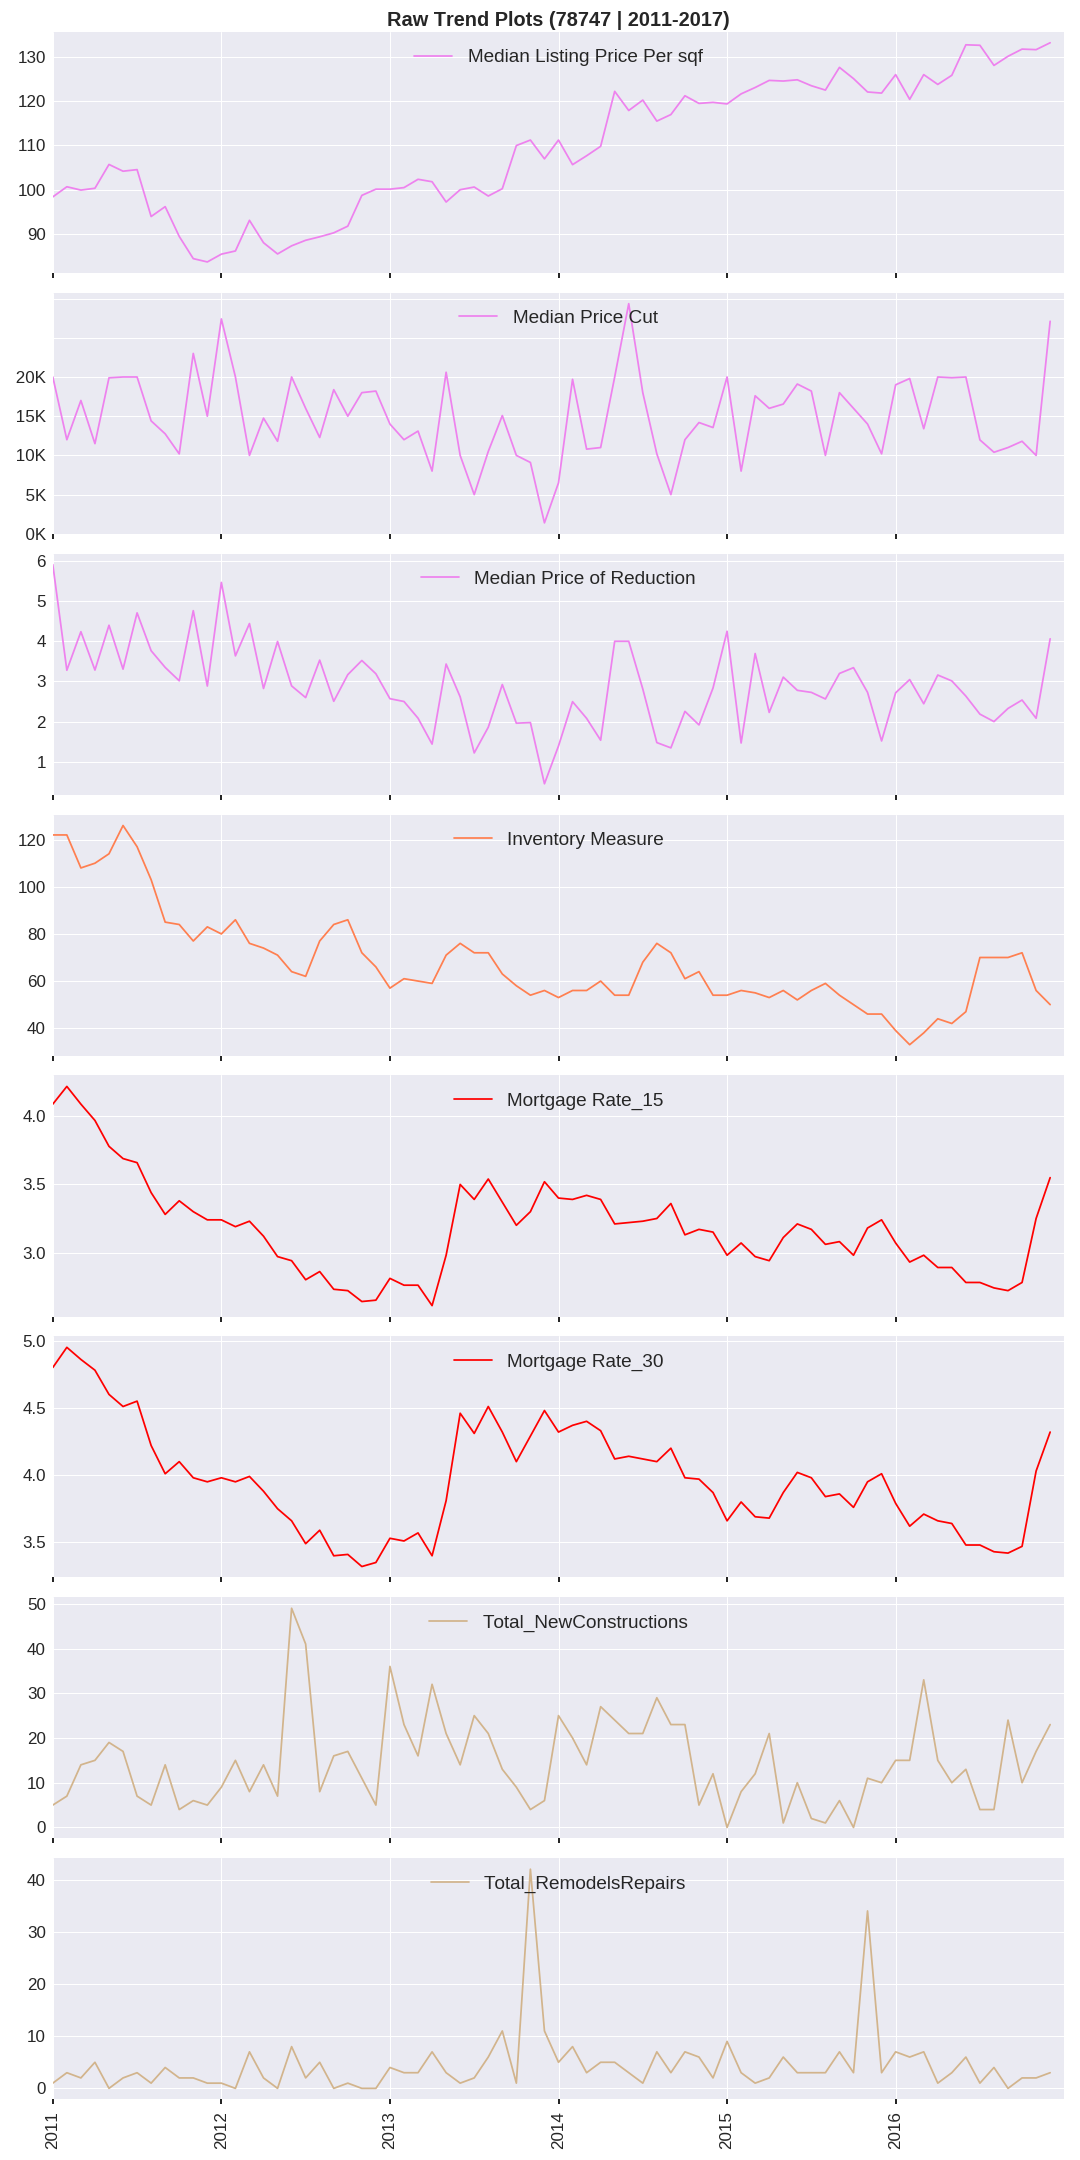 Raw Trend Plots (78747 | 2011-2017)
Median Listing Price Per sqf
130
120
110
100
90
Median Price Cut
20K
15K
10K
5K
0K
Median Price of Reduction
6
5
4
3
2
1
Inventory Measure
120
100
80
60
40
Mortgage Rate_15
4.0
3.5
3.0
Mortgage Rate_30
5.0
4.5
4.0
3.5
Total_NewConstructions
50
40
30
20
10
0
Total_RemodelsRepairs
40
30
20
10
0
2011
2012
2013
2014
2015
2016